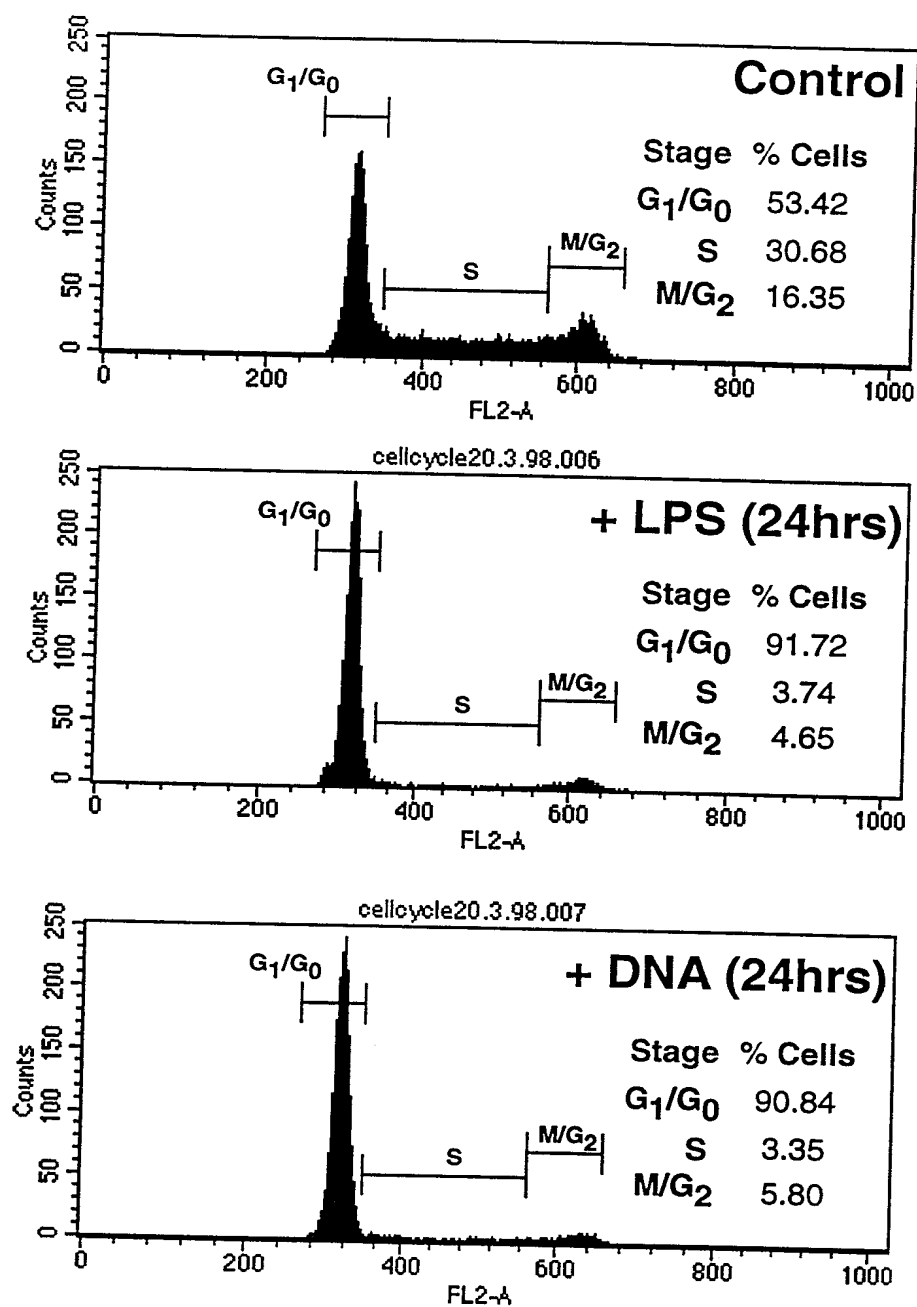 Control
G1/G0
Stage % Cells
G1/G0 53.42
S 30.68
M/G2 16.35
S
M/G2
Counts
0 50 100 150 200 250
0 200 400 600 800 1000
FL2-A
cellcycle20.3.98.006
+ LPS (24hrs)
G1/G0
Stage % Cells
G1/G0 91.72
S 3.74
M/G2 4.65
S
M/G2
Counts
0 50 100 150 200 250
0 200 400 600 800 1000
FL2-A
cellcycle20.3.98.007
+ DNA (24hrs)
G1/G0
Stage % Cells
G1/G0 90.84
S 3.35
M/G2 5.80
S
M/G2
Counts
0 50 100 150 200 250
0 200 400 600 800 1000
FL2-A